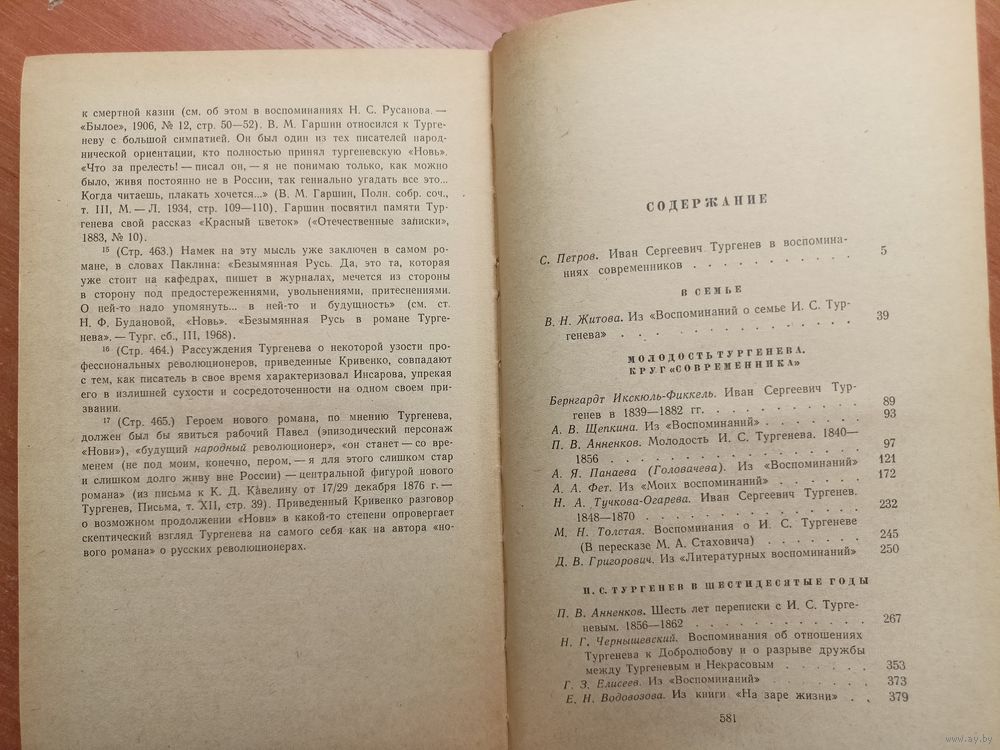 к смертной казни (см. об этом в воспоминаниях Н. С. Русанова —
«Былое», 1906, № 12, стр. 50—52). В. М. Гаршин относился к Турге-
неву с большой симпатией. Он был один из тех писателей народ-
нической ориентации, кто полностью принял тургеневскую «Новь».
«Что за прелесть! — писал он, — я не понимаю только, как можно
было, живя постоянно не в России, так гениально угадать все это...
Когда читаешь, плакать хочется...» (В. М. Гаршин, Полн. собр. соч.,
т. III, М. — Л. 1934, стр. 109—110). Гаршин посвятил памяти Тур-
генева свой рассказ «Красный цветок» («Отечественные записки»,
1883, № 10).
15 (Стр. 463.) Намек на эту мысль уже заключен в самом ро-
мане, в словах Паклина: «Безымянная Русь. Да, это та, которая
уже стоит на кафедрах, пишет в журналах, мечется из стороны
в сторону под предостережениями, увольнениями, притеснениями.
О ней-то надо упомянуть... в ней-то и будущность» (см. ст.
Н. Ф. Будановой, «Новь». «Безымянная Русь в романе Турге-
нева». — Тург. сб., III, 1968).
16 (Стр. 464.) Рассуждения Тургенева о некоторой узости про-
фессиональных революционеров, приведенные Кривенко, совпадают
с тем, как писатель в свое время характеризовал Инсарова, упрекая
его в излишней сухости и сосредоточенности на одном своем при-
звании.
17 (Стр. 465.) Героем нового романа, по мнению Тургенева,
должен был бы явиться рабочий Павел (эпизодический персонаж
«Нови»), «будущий народный революционер», «он станет — со вре-
менем (не под моим, конечно, пером, — я для этого слишком стар
и слишком долго живу вне России) — центральной фигурой нового
романа» (из письма к К. Д. Кавелину от 17/29 декабря 1876 г. —
Тургенев, Письма, т. XII, стр. 39). Приведенный Кривенко разговор
о возможном продолжении «Нови» в какой-то степени опровергает
скептический взгляд Тургенева на самого себя как на автора «но-
вого романа» о русских революционерах.
СОДЕРЖАНИЕ
С. Петров. Иван Сергеевич Тургенев в воспомина-
ниях современников . . . . . . . . . . 5
В СЕМЬЕ
В. Н. Житова. Из «Воспоминаний о семье И. С. Тур-
генева» . . . . . . . . . . . . . 39
МОЛОДОСТЬ ТУРГЕНЕВА.
КРУГ «СОВРЕМЕННИКА»
Бернгардт Икскюль-Фиккель. Иван Сергеевич Тур-
генев в 1839—1882 гг. . . . . . . . . 89
А. В. Щепкина. Из «Воспоминаний» . . . . . 93
П. В. Анненков. Молодость И. С. Тургенева. 1840—
1856 . . . . . . . . . . . . . 97
А. Я. Панаева (Головачева). Из «Воспоминаний» 121
А. А. Фет. Из «Моих воспоминаний» . . . . . 172
Н. А. Тучкова-Огарева. Иван Сергеевич Тургенев.
1848—1870 . . . . . . . . . . . 232
М. Н. Толстая. Воспоминания о И. С. Тургеневе
(В пересказе М. А. Стаховича) . . . . . . 245
Д. В. Григорович. Из «Литературных воспоминаний» 250
И. С. ТУРГЕНЕВ В ШЕСТИДЕСЯТЫЕ ГОДЫ
П. В. Анненков. Шесть лет переписки с И. С. Турге-
невым. 1856—1862 . . . . . . . . . 267
Н. Г. Чернышевский. Воспоминания об отношениях
Тургенева к Добролюбову и о разрыве дружбы
между Тургеневым и Некрасовым . . . . . . 353
Г. З. Елисеев. Из «Воспоминаний» . . . . . . 373
Е. Н. Водовозова. Из книги «На заре жизни» . . 379
581
www.ay.by